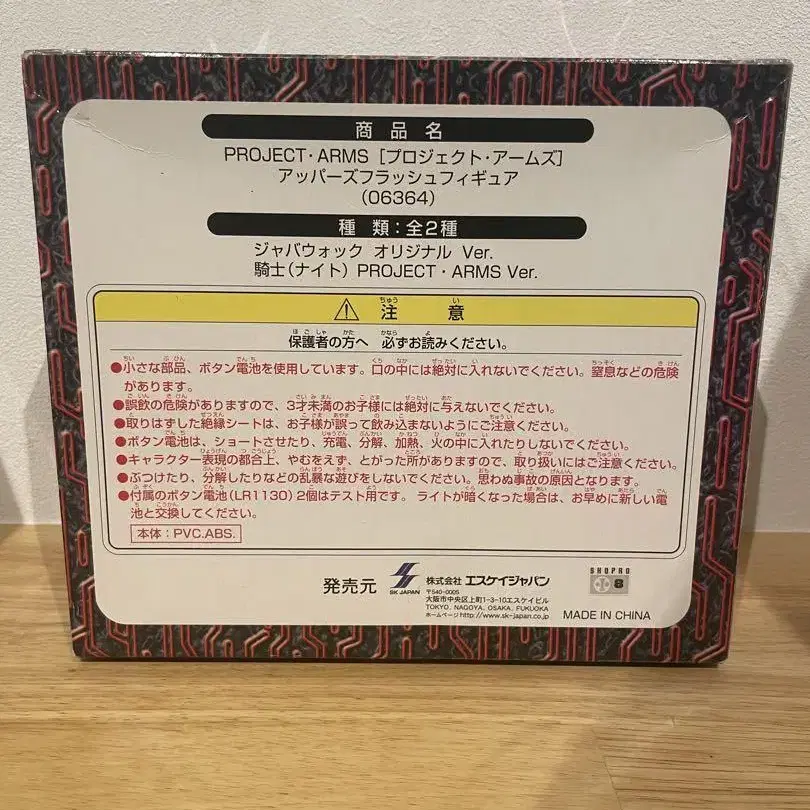 商品名
PROJECT・ARMS [プロジェクト・アームズ]
アッパーズフラッシュフィギュア
(06364)
種類：全2種
ジャバウォック オリジナル Ver.
騎士(ナイト) PROJECT・ARMS Ver.
⚠ 注意
保護者の方へ 必ずお読みください。
●小さな部品、ボタン電池を使用しています。口の中には絶対に入れないでください。窒息などの危険
があります。
●誤飲の危険がありますので、3才未満のお子様には絶対に与えないでください。
●取りはずした絶縁シートは、お子様が誤って飲み込まないようにご注意ください。
●ボタン電池は、ショートさせたり、充電、分解、加熱、火の中に入れたりしないでください。
●キャラクター表現の都合上、やむをえず、とがった所がありますので、取り扱いにはご注意ください。
●ぶつけたり、分解したりなどの乱暴な遊びをしないでください。思わぬ事故の原因となります。
●付属のボタン電池(LR1130) 2個はテスト用です。ライトが暗くなった場合は、お早めに新しい電
池と交換してください。
本体：PVC.ABS.
発売元 SK JAPAN 株式会社 エスケイジャパン
〒540-0005
大阪市中央区上町1-3-10エスケイビル
TOKYO, NAGOYA, OSAKA, FUKUOKA
ホームページhttp://www.sk-japan.co.jp
SHOPRO
8
MADE IN CHINA